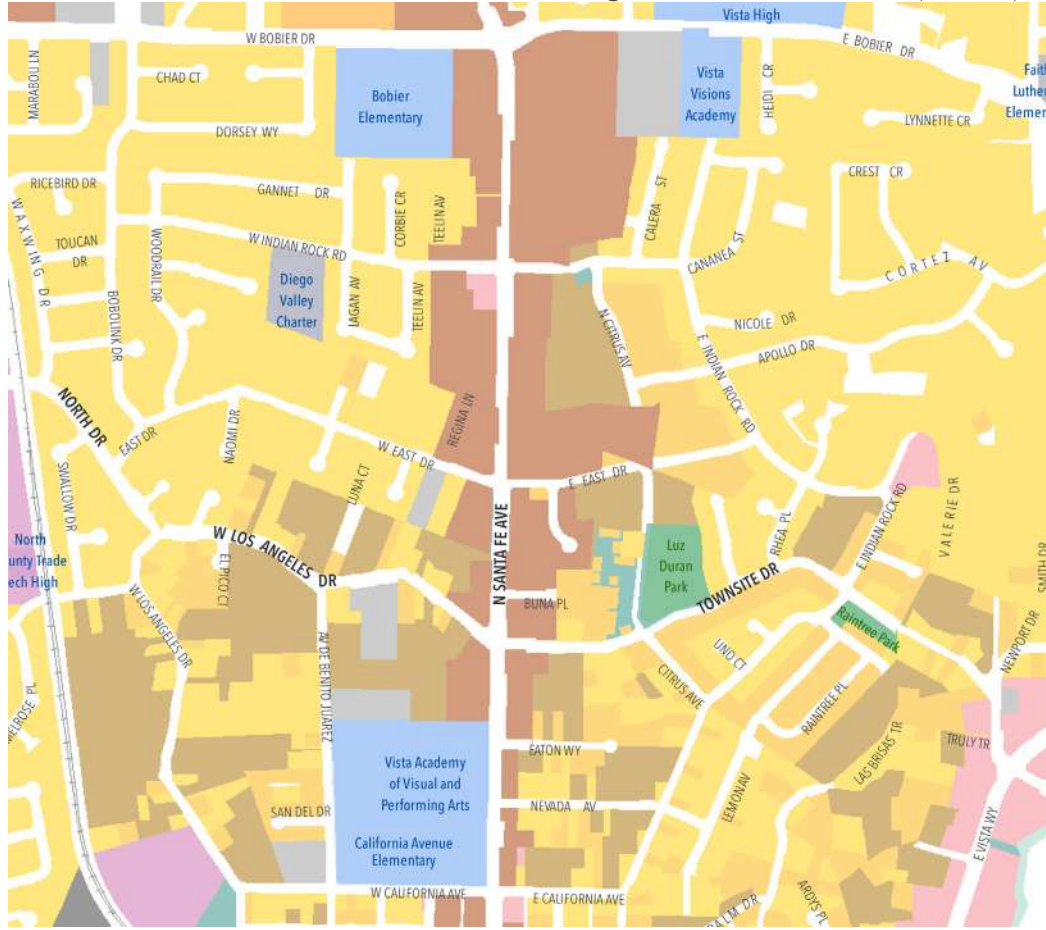 Vista High
W BOBIER DR
E BOBIER DR
MARABOU LN
CHAD CT
Bobier
Elementary
Vista
Visions
Academy
HEIDI CR
Faith
Luther
Elemen
LYNNETTE CR
DORSEY WY
RICEBIRD DR
GANNET DR
CORBIE CR
TEELIN AV
CALERA ST
CREST CR
WAXWING DR
TOUCAN
DR
WOODRAIL DR
W INDIAN ROCK RD
CANANEA ST
CORTEZ AV
Diego
Valley
Charter
LAGAN AV
TEELIN AV
BOBOLINK DR
N CITRUS AV
NICOLE DR
APOLLO DR
E INDIAN ROCK RD
NORTH DR
EAST DR
NAOMI DR
REGINA LN
W EAST DR
E EAST DR
SWALLOW DR
LUNA CT
E INDIAN ROCK RD
VALERIE DR
N SANTA FE AVE
RHEA PL
North
unty Trade
ech High
W LOS ANGELES DR
EL PICO CT
Luz
Duran
Park
TOWNSITE DR
SMITH DR
BUNA PL
W LOS ANGELES DR
AV DE BENITO JUAREZ
UNO CT
Raintree Park
NEWPORT DR
CITRUS AVE
RAINTREE PL
MELROSE PL
EATON WY
LAS BRISAS TR
TRULY TR
Vista Academy
of Visual and
Performing Arts
SAN DEL DR
NEVADA AV
LEMON AV
California Avenue
Elementary
E VISTA WY
W CALIFORNIA AVE
E CALIFORNIA AVE
ARDYS PL
PALM DR